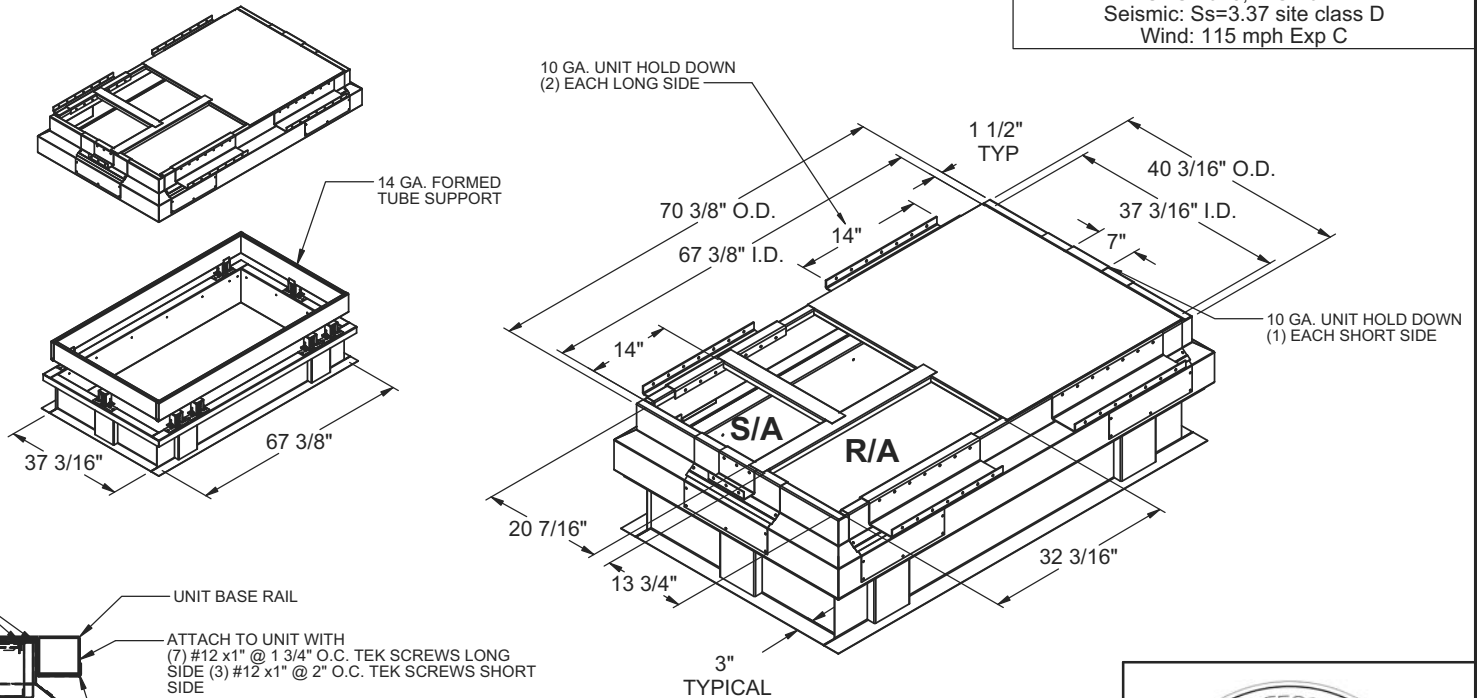 Seismic: Ss=3.37 site class D
Wind: 115 mph Exp C
10 GA. UNIT HOLD DOWN
(2) EACH LONG SIDE
1 1/2"
TYP
40 3/16" O.D.
14 GA. FORMED
TUBE SUPPORT
70 3/8" O.D.
37 3/16" I.D.
14"
7"
67 3/8" I.D.
10 GA. UNIT HOLD DOWN
(1) EACH SHORT SIDE
14"
S/A
R/A
67 3/8"
37 3/16"
20 7/16"
32 3/16"
13 3/4"
UNIT BASE RAIL
ATTACH TO UNIT WITH
(7) #12 x1" @ 1 3/4" O.C. TEK SCREWS LONG
SIDE (3) #12 x1" @ 2" O.C. TEK SCREWS SHORT
SIDE
3"
TYPICAL